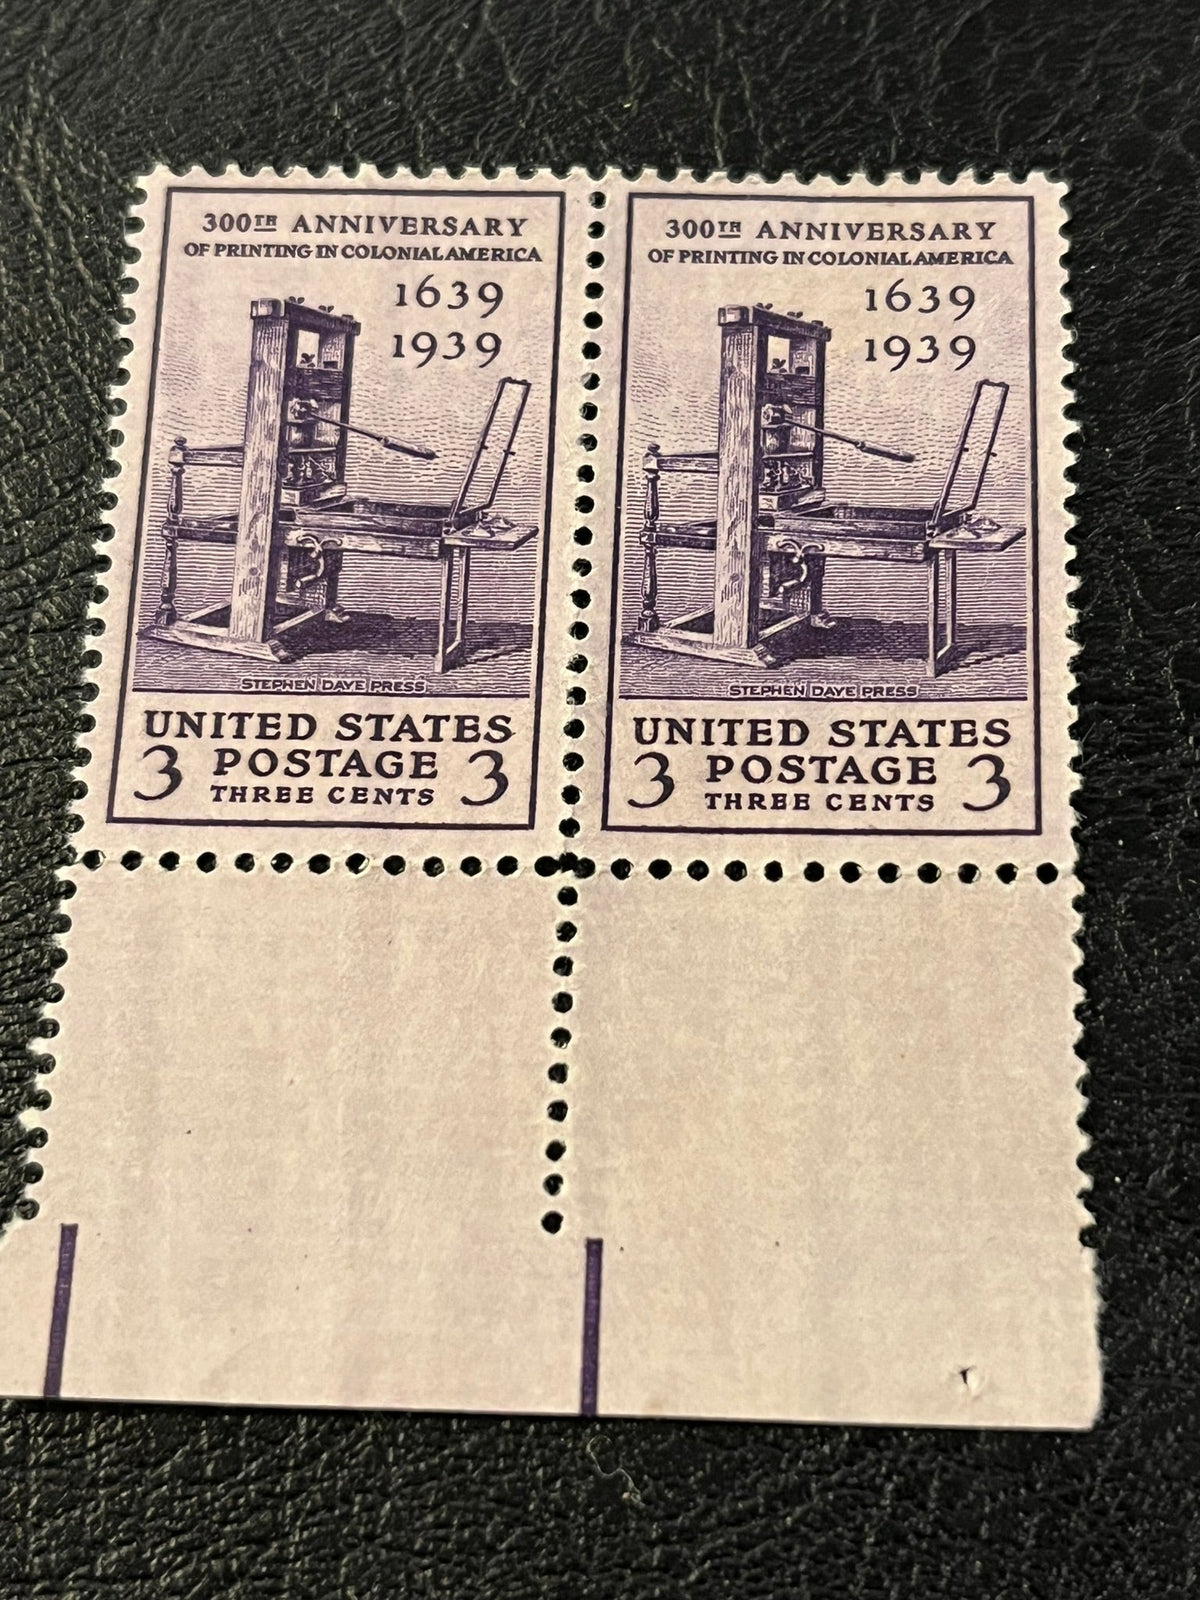 300TH ANNIVERSARY
OF PRINTING IN COLONIAL AMERICA
1639
1939
STEPHEN DAYE PRESS
UNITED STATES
3 POSTAGE 3
THREE CENTS
300TH ANNIVERSARY
OF PRINTING IN COLONIAL AMERICA
1639
1939
STEPHEN DAYE PRESS
UNITED STATES
3 POSTAGE 3
THREE CENTS